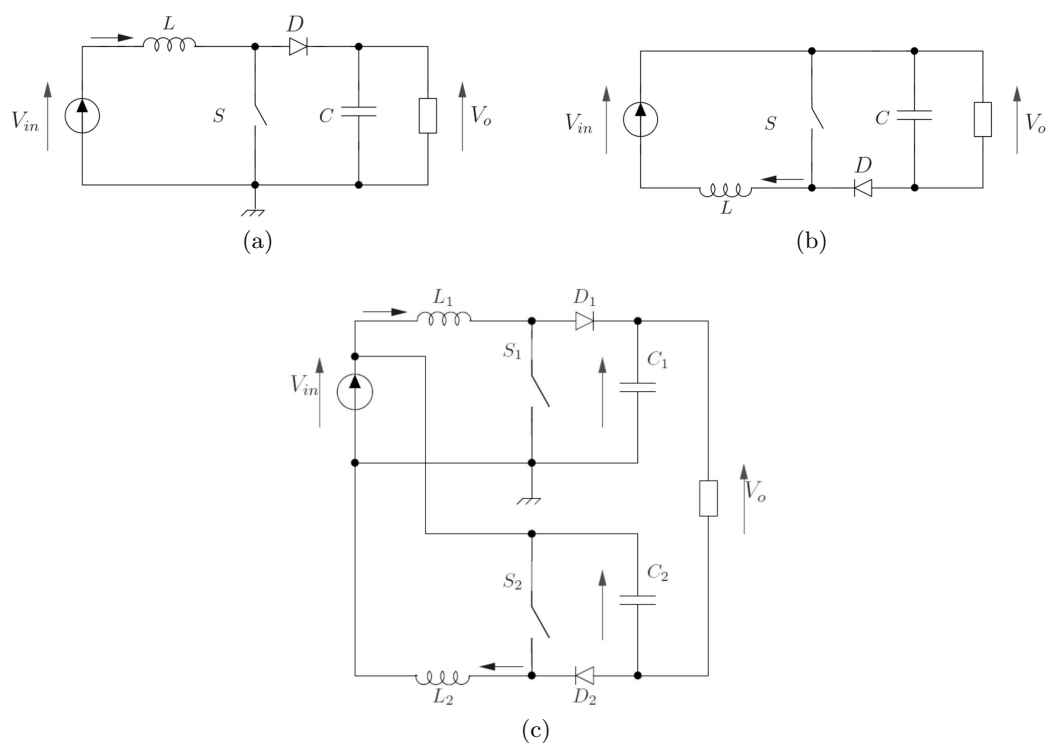 L D
V_in S C V_o
(a)
V_in S C V_o
L D
(b)
L_1 D_1
S_1 C_1
V_in
V_o
S_2 C_2
L_2 D_2
(c)